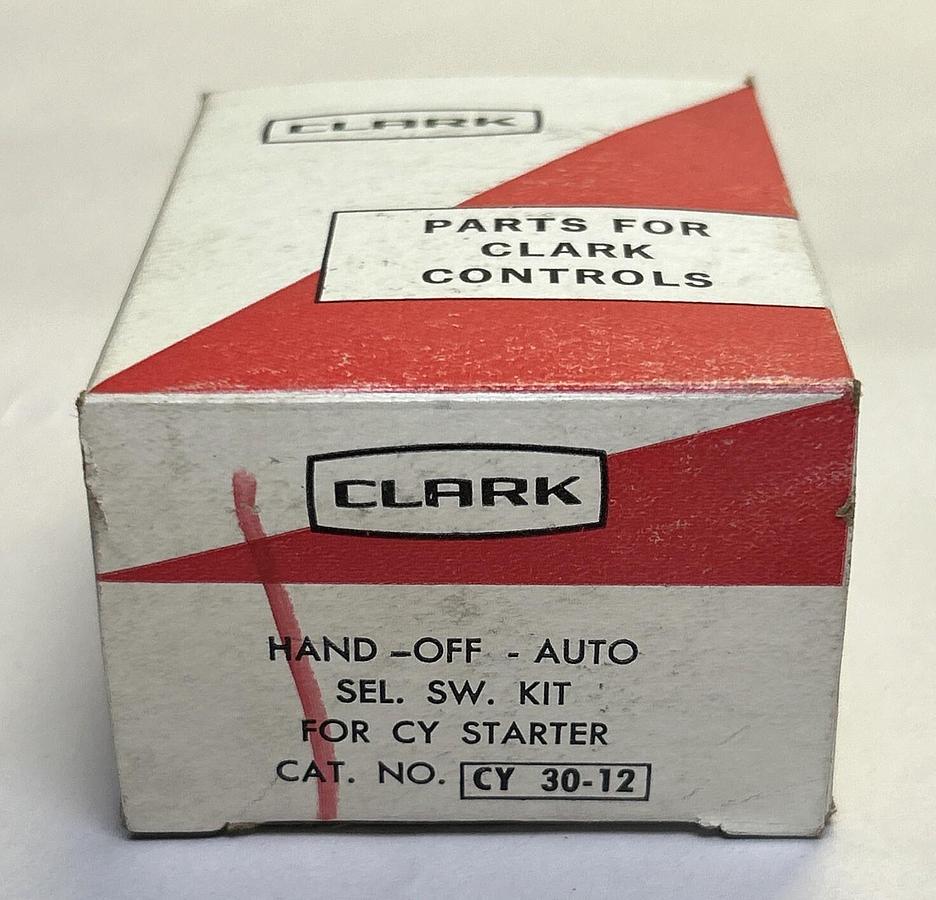 CLARK
PARTS FOR
CLARK
CONTROLS
CLARK
HAND -OFF - AUTO
SEL. SW. KIT
FOR CY STARTER
CAT. NO. CY 30-12